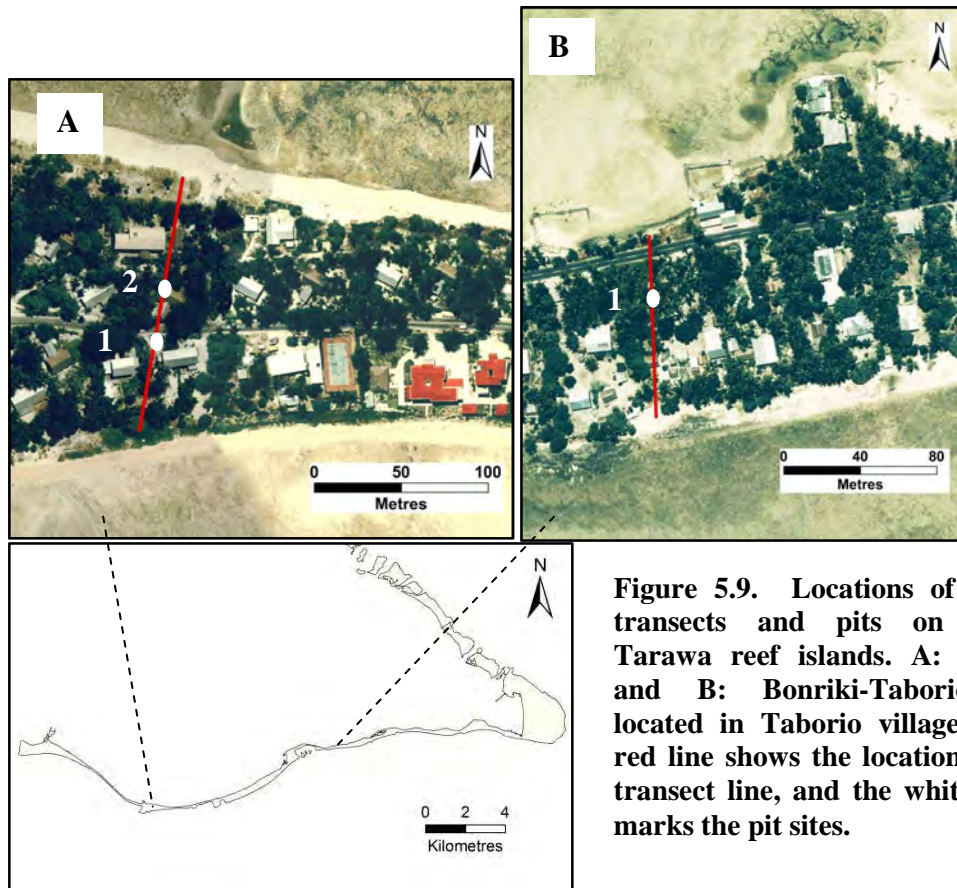 A
N
2
1
0 50 100
Metres
B
N
1
0 40 80
Metres
N
0 2 4
Kilometres
Figure 5.9. Locations of
transects and pits on
Tarawa reef islands. A:
and B: Bonriki-Taborio
located in Taborio village
red line shows the location
transect line, and the whit
marks the pit sites.